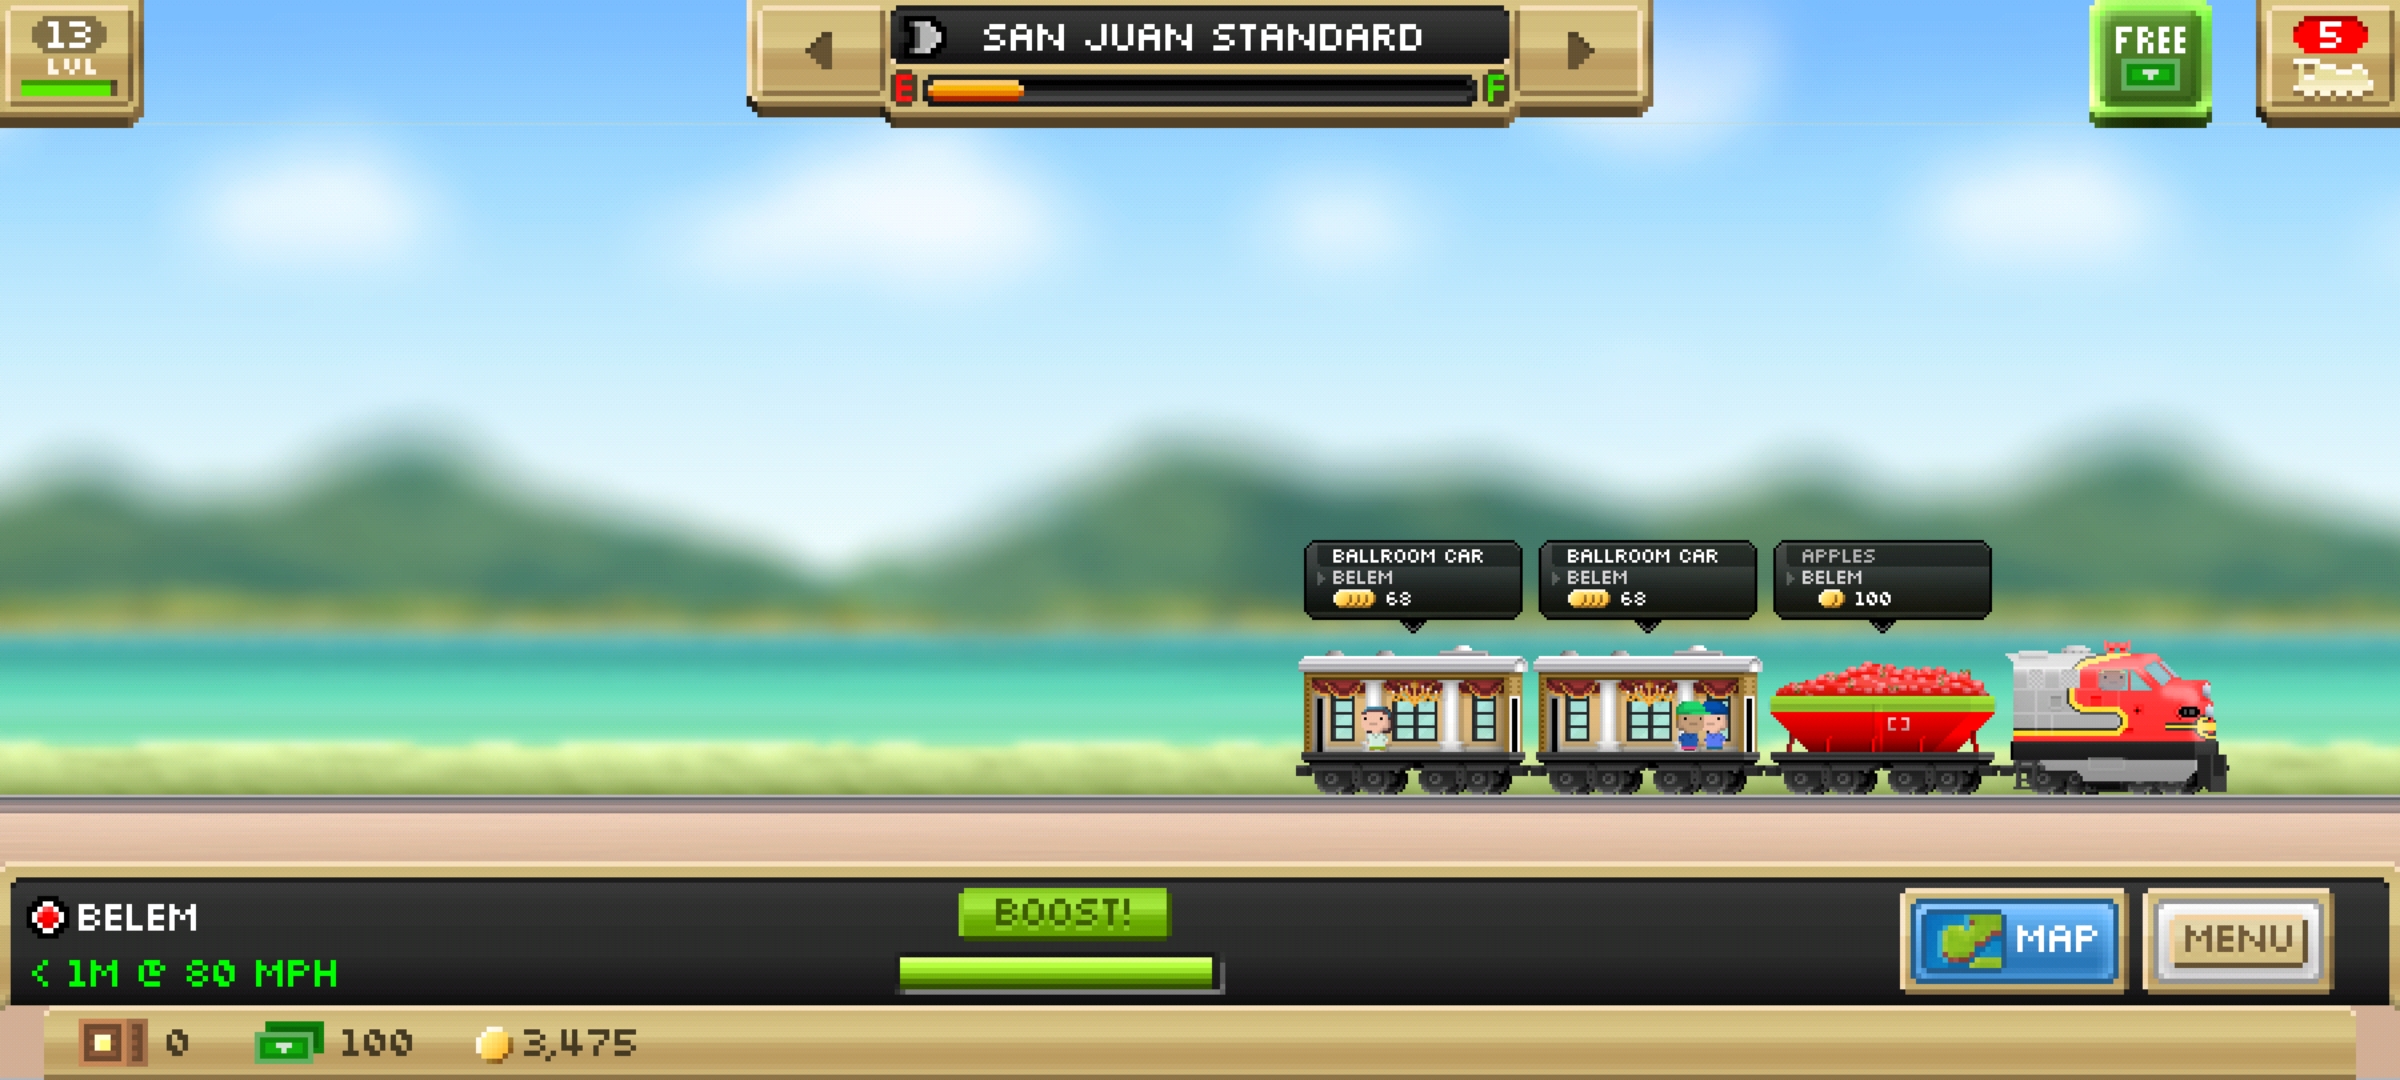 13
LVL
SAN JUAN STANDARD
E F
FREE
5
BALLROOM CAR
BELEM
68
BALLROOM CAR
BELEM
68
APPLES
BELEM
100
BELEM
< 1M @ 80 MPH
BOOST!
MAP
MENU
0
100
3,475